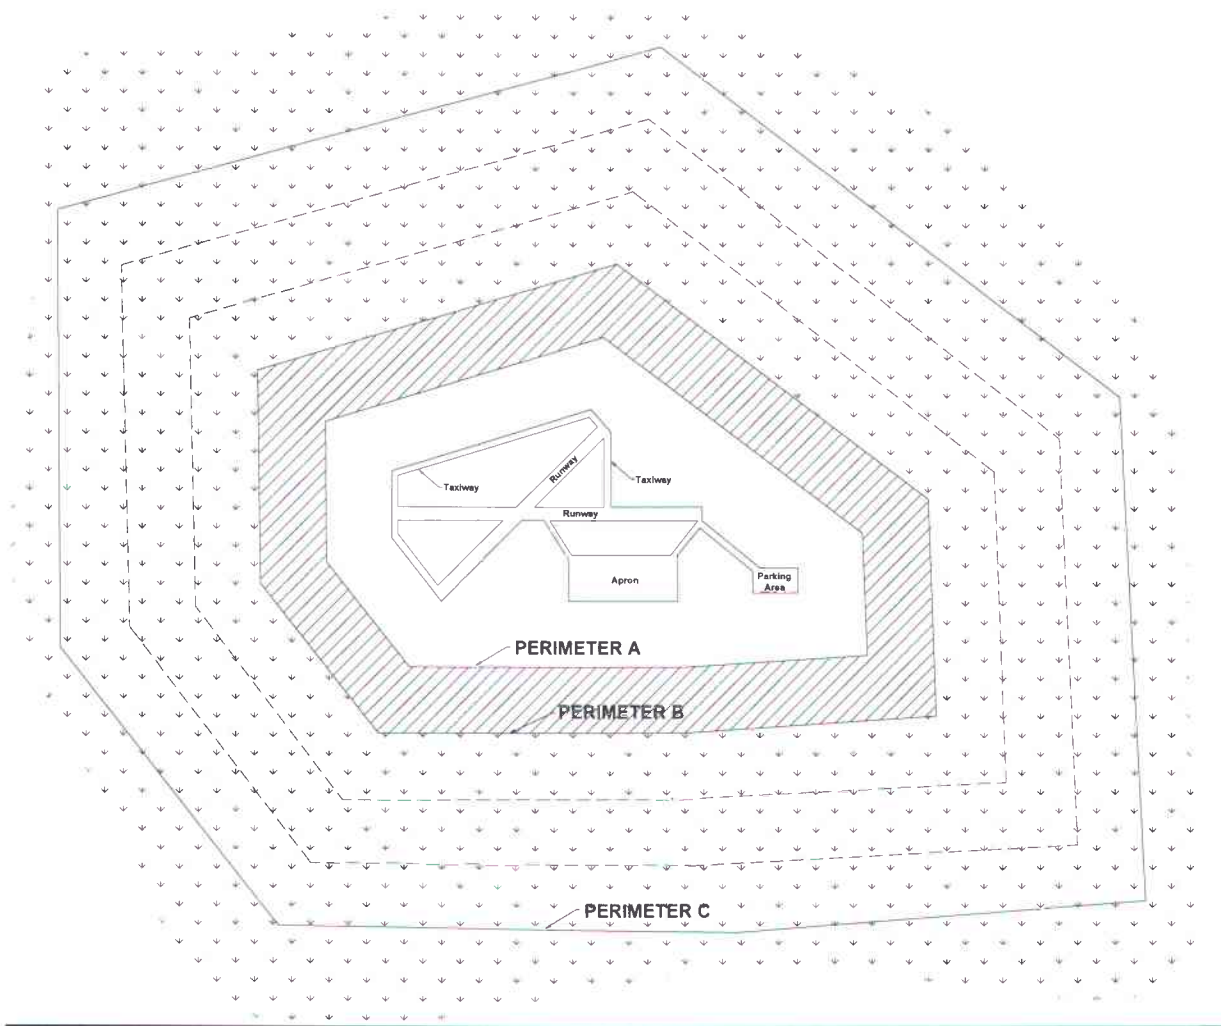 Runway
Taxiway
Taxiway
Runway
Apron
Parking
Area
PERIMETER A
PERIMETER B
PERIMETER C